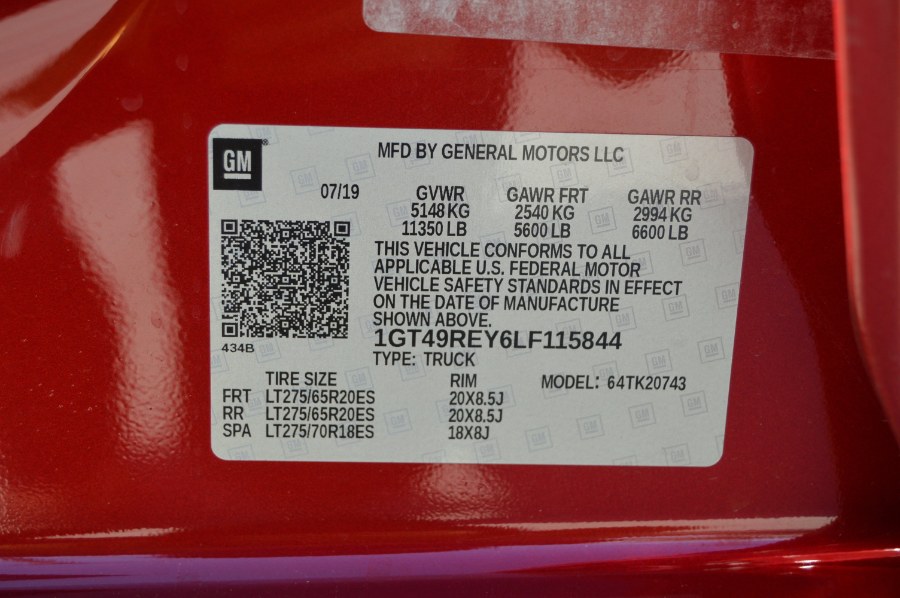 GM
MFD BY GENERAL MOTORS LLC
07/19 GVWR GAWR FRT GAWR RR
5148 KG 2540 KG 2994 KG
11350 LB 5600 LB 6600 LB
THIS VEHICLE CONFORMS TO ALL
APPLICABLE U.S. FEDERAL MOTOR
VEHICLE SAFETY STANDARDS IN EFFECT
ON THE DATE OF MANUFACTURE
SHOWN ABOVE.
434B
1GT49REY6LF115844
TYPE: TRUCK
TIRE SIZE RIM MODEL: 64TK20743
FRT LT275/65R20ES 20X8.5J
RR LT275/65R20ES 20X8.5J
SPA LT275/70R18ES 18X8J